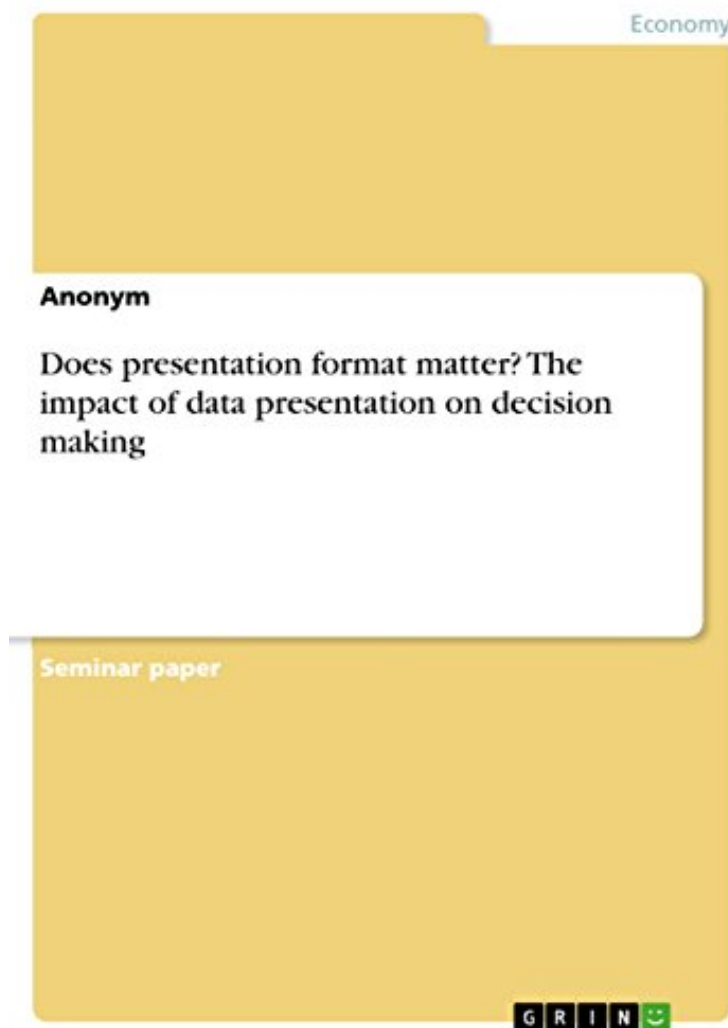 Economy
Anonym
Does presentation format matter? The
impact of data presentation on decision
making
Seminar paper
GRIN